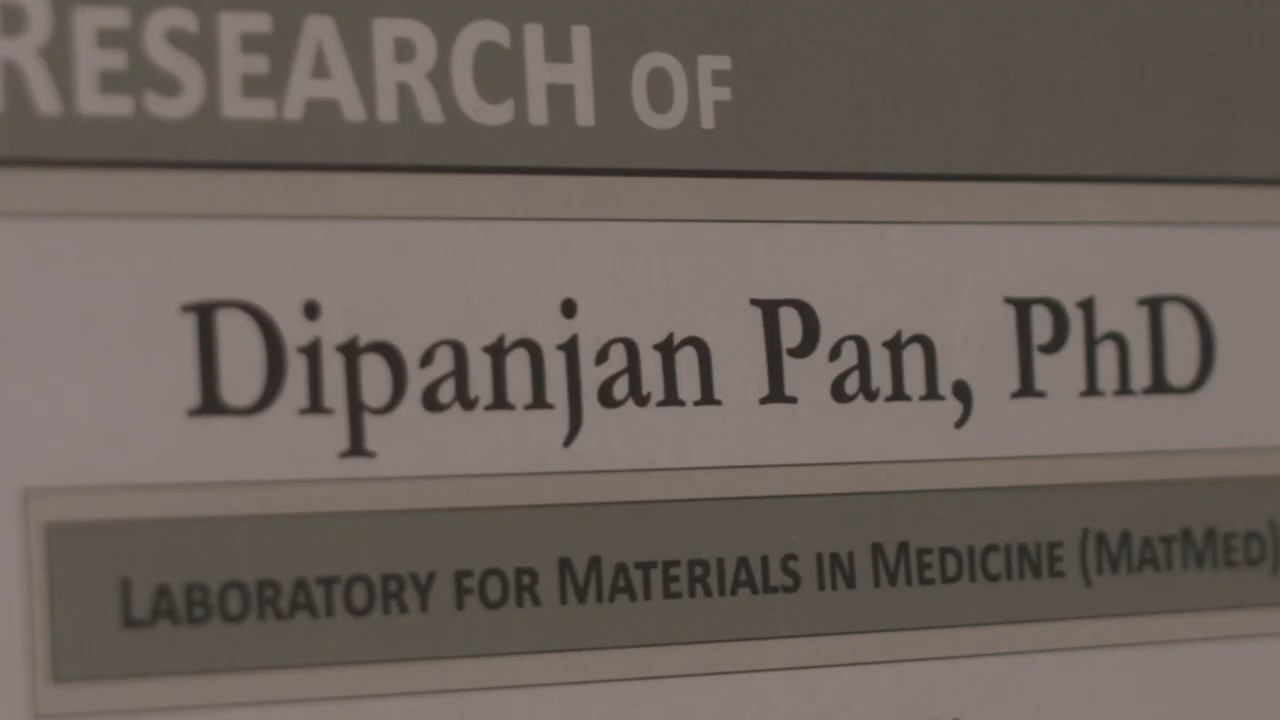 RESEARCH OF
Dipanjan Pan, PhD
LABORATORY FOR MATERIALS IN MEDICINE (MATMED)